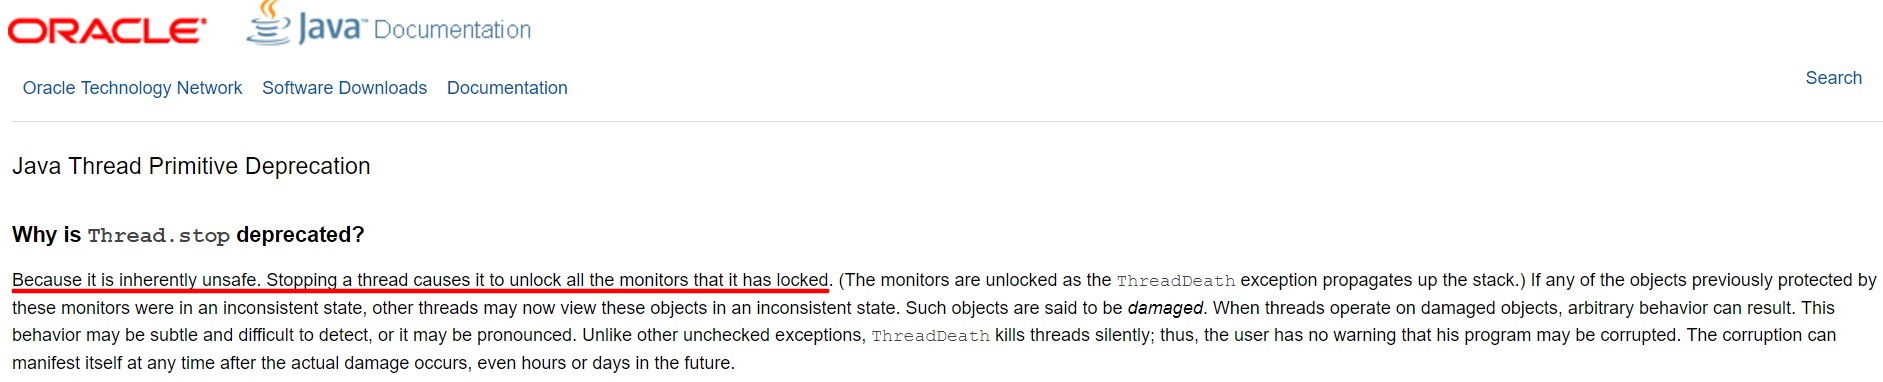 ORACLE Java Documentation
Oracle Technology Network Software Downloads Documentation Search
Java Thread Primitive Deprecation
Why is Thread.stop deprecated?
Because it is inherently unsafe. Stopping a thread causes it to unlock all the monitors that it has locked. (The monitors are unlocked as the ThreadDeath exception propagates up the stack.) If any of the objects previously protected by
these monitors were in an inconsistent state, other threads may now view these objects in an inconsistent state. Such objects are said to be damaged. When threads operate on damaged objects, arbitrary behavior can result. This
behavior may be subtle and difficult to detect, or it may be pronounced. Unlike other unchecked exceptions, ThreadDeath kills threads silently; thus, the user has no warning that his program may be corrupted. The corruption can
manifest itself at any time after the actual damage occurs, even hours or days in the future.